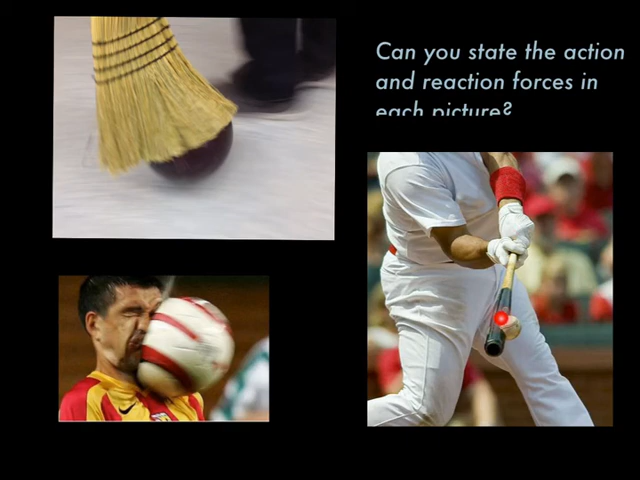 Can you state the action
and reaction forces in
each picture?